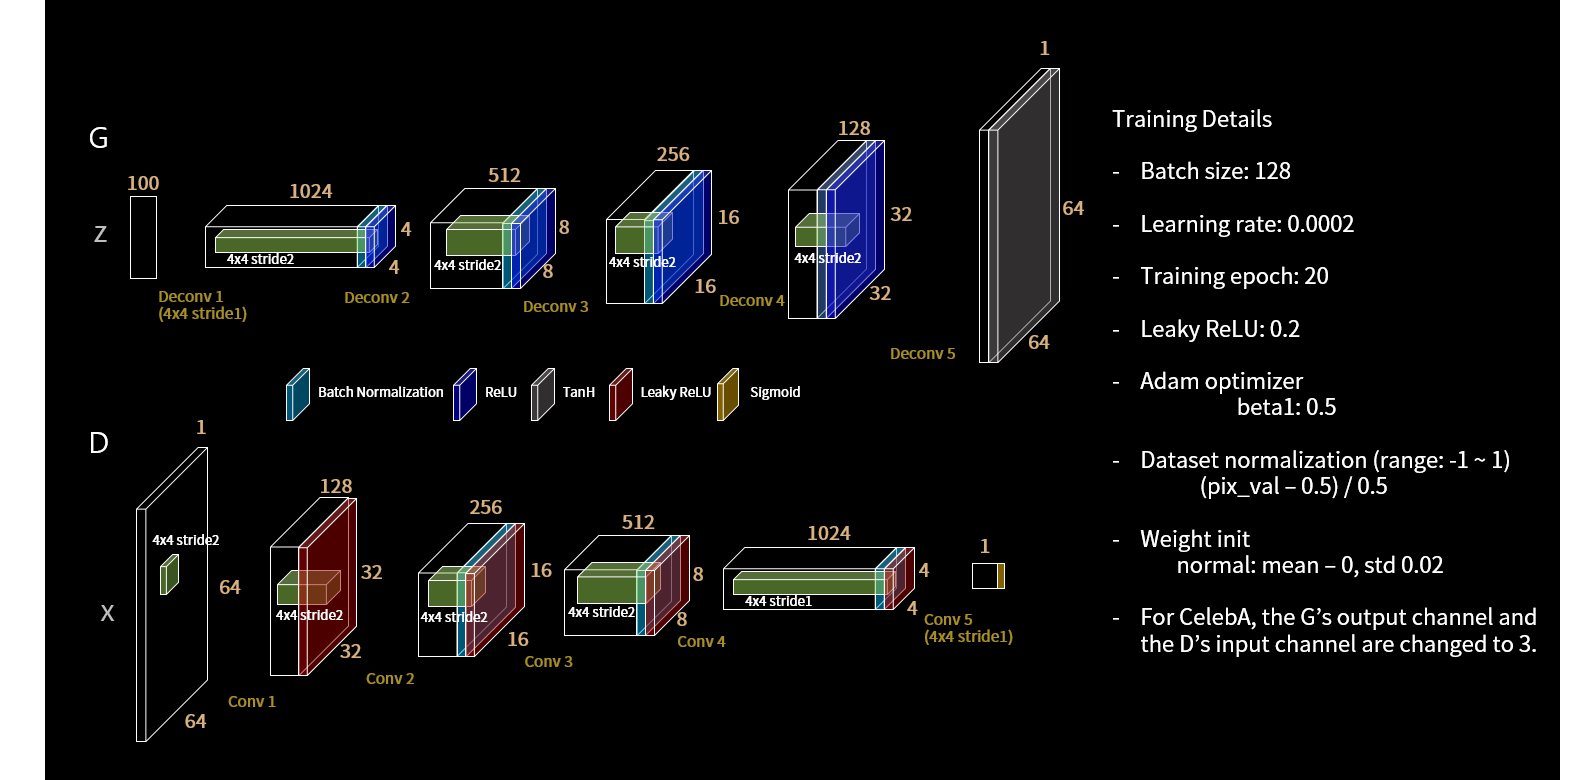 G
Z
100
1024
4x4 stride2
4
4
Deconv 1
(4x4 stride1)
Deconv 2
512
4x4 stride2
8
8
Deconv 3
256
4x4 stride2
16
16
Deconv 4
128
4x4 stride2
32
32
Deconv 5
1
64
64
Batch Normalization
ReLU
TanH
Leaky ReLU
Sigmoid
D
X
1
4x4 stride2
64
64
Conv 1
128
4x4 stride2
32
32
Conv 2
256
4x4 stride2
16
16
Conv 3
512
4x4 stride2
8
8
Conv 4
1024
4x4 stride1
4
4
Conv 5
(4x4 stride1)
1
Training Details
- Batch size: 128
- Learning rate: 0.0002
- Training epoch: 20
- Leaky ReLU: 0.2
- Adam optimizer
beta1: 0.5
- Dataset normalization (range: -1 ~ 1)
(pix_val – 0.5) / 0.5
- Weight init
normal: mean – 0, std 0.02
- For CelebA, the G’s output channel and
the D’s input channel are changed to 3.